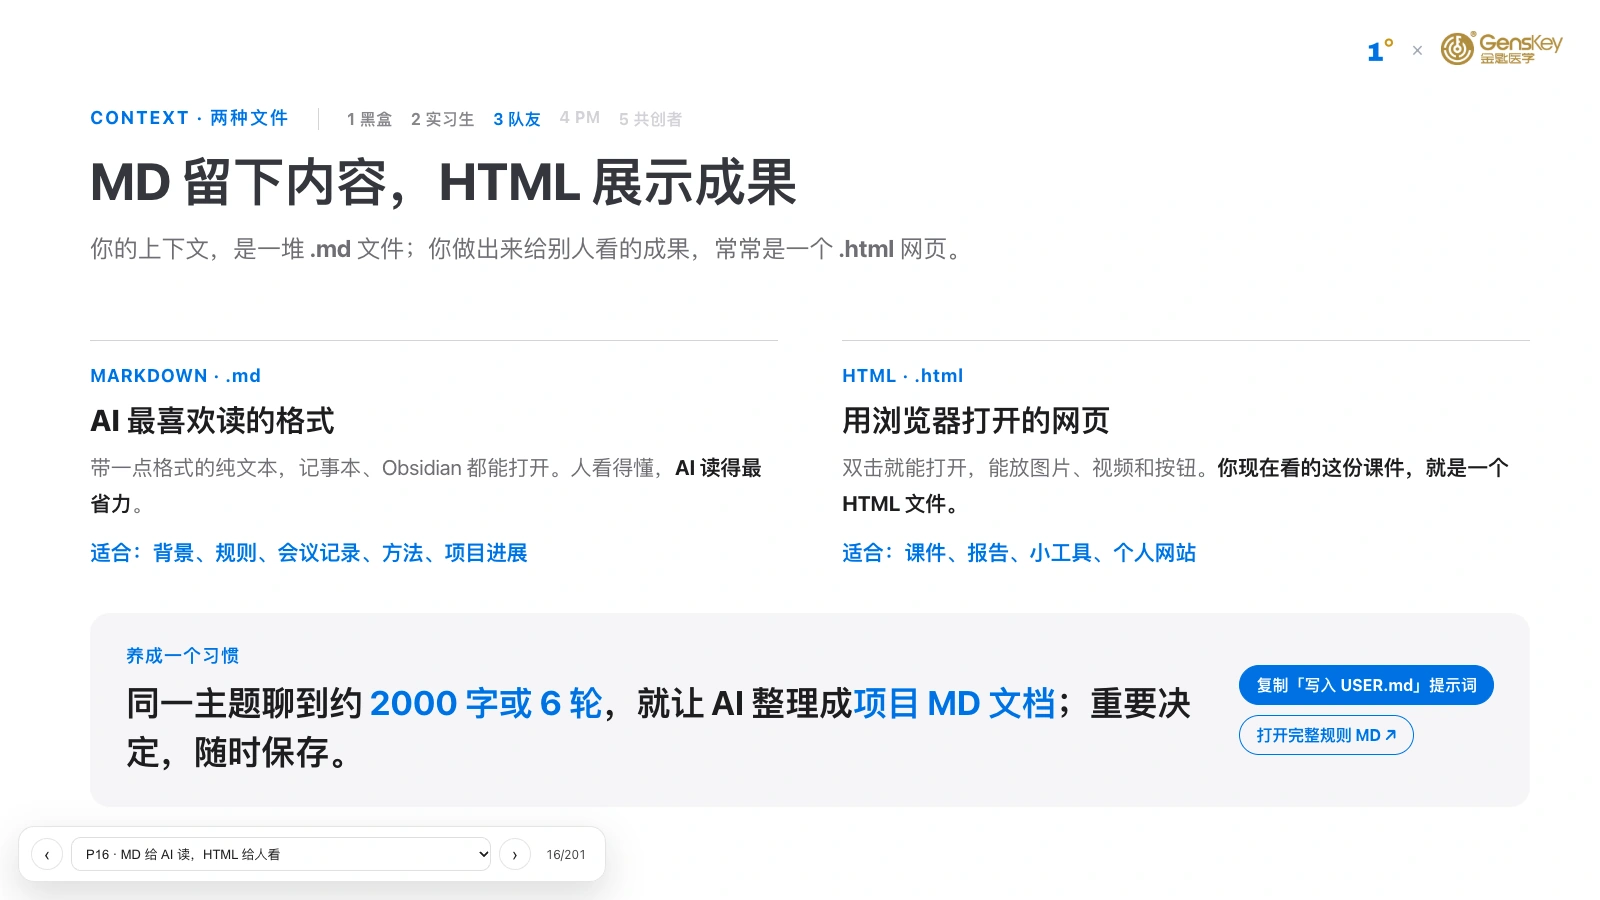 1° × GensKey®
金匙医学
CONTEXT · 两种文件 1 黑盒 2 实习生 3 队友 4 PM 5 共创者
MD 留下内容，HTML 展示成果
你的上下文，是一堆 .md 文件；你做出来给别人看的成果，常常是一个 .html 网页。
MARKDOWN · .md
AI 最喜欢读的格式
带一点格式的纯文本，记事本、Obsidian 都能打开。人看得懂，AI 读得最
省力。
适合：背景、规则、会议记录、方法、项目进展
HTML · .html
用浏览器打开的网页
双击就能打开，能放图片、视频和按钮。你现在看的这份课件，就是一个
HTML 文件。
适合：课件、报告、小工具、个人网站
养成一个习惯
同一主题聊到约 2000 字或 6 轮，就让 AI 整理成项目 MD 文档；重要决
定，随时保存。
复制「写入 USER.md」提示词
打开完整规则 MD ↗
‹ P16 · MD 给 AI 读，HTML 给人看 › 16/201